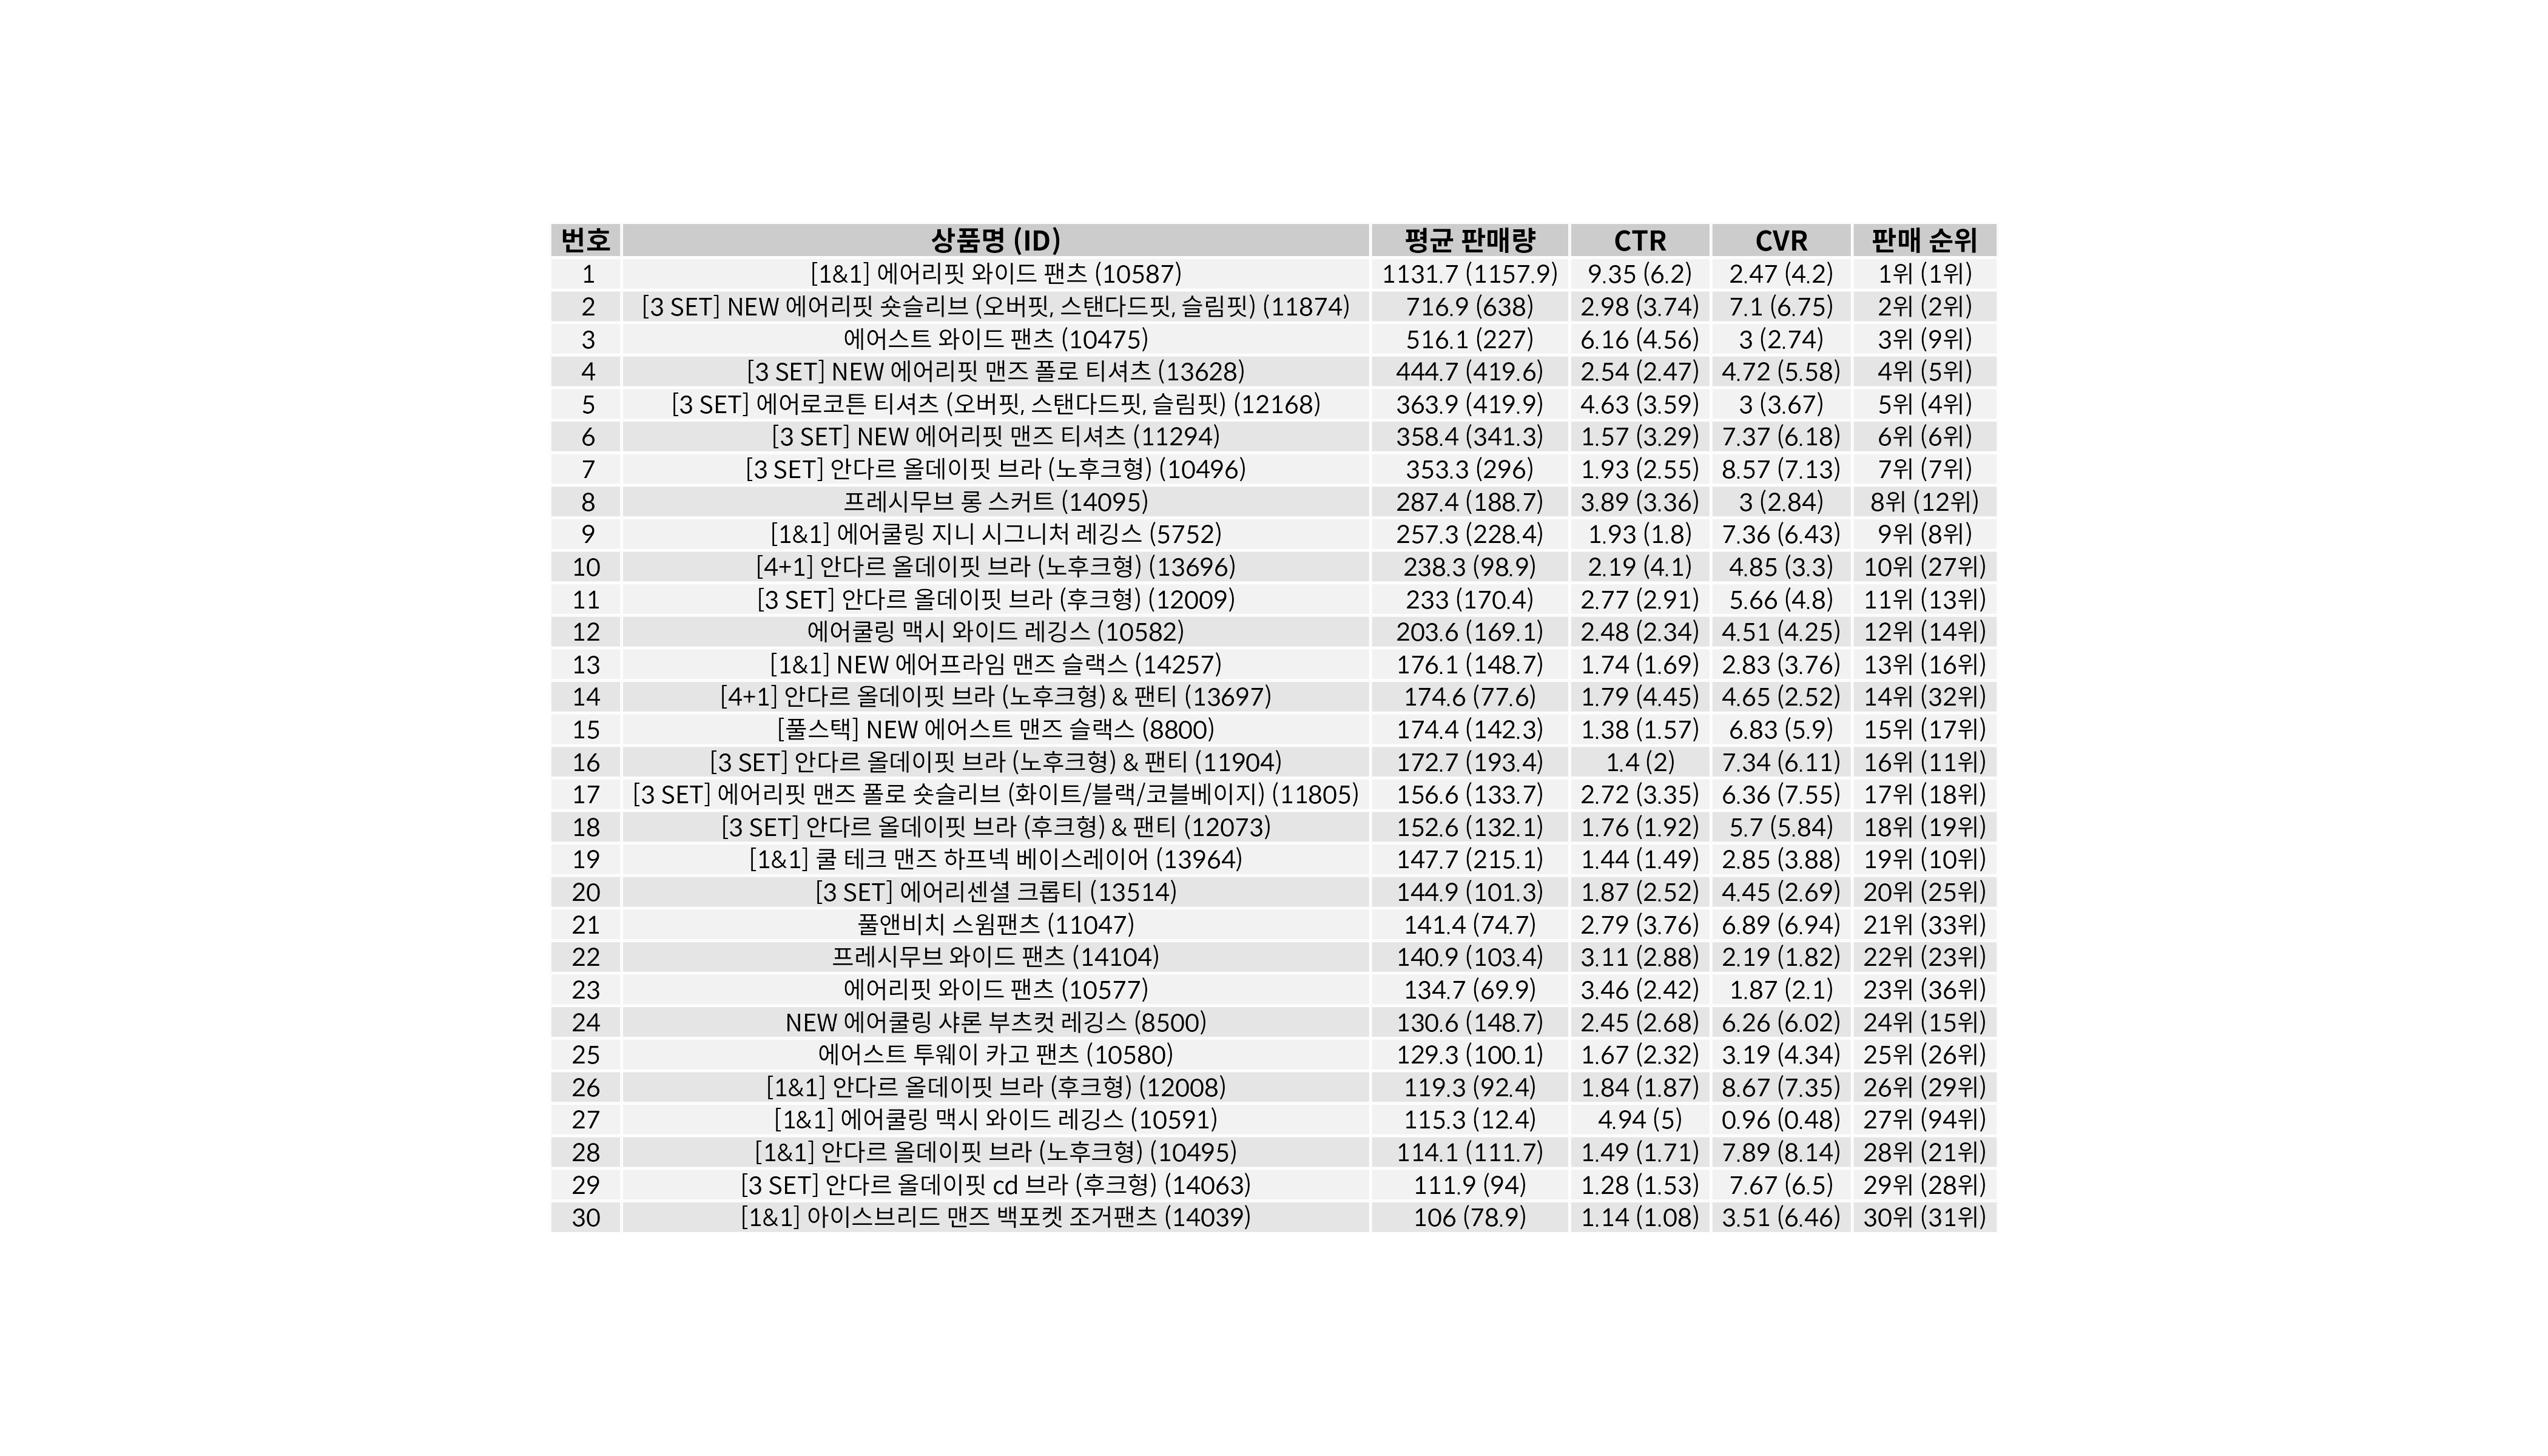 번호 상품명 (ID) 평균 판매량 CTR CVR 판매 순위
1 [1&1] 에어리핏 와이드 팬츠 (10587) 1131.7 (1157.9) 9.35 (6.2) 2.47 (4.2) 1위 (1위)
2 [3 SET] NEW 에어리핏 숏슬리브 (오버핏, 스탠다드핏, 슬림핏) (11874) 716.9 (638) 2.98 (3.74) 7.1 (6.75) 2위 (2위)
3 에어스트 와이드 팬츠 (10475) 516.1 (227) 6.16 (4.56) 3 (2.74) 3위 (9위)
4 [3 SET] NEW 에어리핏 맨즈 폴로 티셔츠 (13628) 444.7 (419.6) 2.54 (2.47) 4.72 (5.58) 4위 (5위)
5 [3 SET] 에어로코튼 티셔츠 (오버핏, 스탠다드핏, 슬림핏) (12168) 363.9 (419.9) 4.63 (3.59) 3 (3.67) 5위 (4위)
6 [3 SET] NEW 에어리핏 맨즈 티셔츠 (11294) 358.4 (341.3) 1.57 (3.29) 7.37 (6.18) 6위 (6위)
7 [3 SET] 안다르 올데이핏 브라 (노후크형) (10496) 353.3 (296) 1.93 (2.55) 8.57 (7.13) 7위 (7위)
8 프레시무브 롱 스커트 (14095) 287.4 (188.7) 3.89 (3.36) 3 (2.84) 8위 (12위)
9 [1&1] 에어쿨링 지니 시그니처 레깅스 (5752) 257.3 (228.4) 1.93 (1.8) 7.36 (6.43) 9위 (8위)
10 [4+1] 안다르 올데이핏 브라 (노후크형) (13696) 238.3 (98.9) 2.19 (4.1) 4.85 (3.3) 10위 (27위)
11 [3 SET] 안다르 올데이핏 브라 (후크형) (12009) 233 (170.4) 2.77 (2.91) 5.66 (4.8) 11위 (13위)
12 에어쿨링 맥시 와이드 레깅스 (10582) 203.6 (169.1) 2.48 (2.34) 4.51 (4.25) 12위 (14위)
13 [1&1] NEW 에어프라임 맨즈 슬랙스 (14257) 176.1 (148.7) 1.74 (1.69) 2.83 (3.76) 13위 (16위)
14 [4+1] 안다르 올데이핏 브라 (노후크형) & 팬티 (13697) 174.6 (77.6) 1.79 (4.45) 4.65 (2.52) 14위 (32위)
15 [풀스택] NEW 에어스트 맨즈 슬랙스 (8800) 174.4 (142.3) 1.38 (1.57) 6.83 (5.9) 15위 (17위)
16 [3 SET] 안다르 올데이핏 브라 (노후크형) & 팬티 (11904) 172.7 (193.4) 1.4 (2) 7.34 (6.11) 16위 (11위)
17 [3 SET] 에어리핏 맨즈 폴로 숏슬리브 (화이트/블랙/코블베이지) (11805) 156.6 (133.7) 2.72 (3.35) 6.36 (7.55) 17위 (18위)
18 [3 SET] 안다르 올데이핏 브라 (후크형) & 팬티 (12073) 152.6 (132.1) 1.76 (1.92) 5.7 (5.84) 18위 (19위)
19 [1&1] 쿨 테크 맨즈 하프넥 베이스레이어 (13964) 147.7 (215.1) 1.44 (1.49) 2.85 (3.88) 19위 (10위)
20 [3 SET] 에어리센셜 크롭티 (13514) 144.9 (101.3) 1.87 (2.52) 4.45 (2.69) 20위 (25위)
21 풀앤비치 스윔팬츠 (11047) 141.4 (74.7) 2.79 (3.76) 6.89 (6.94) 21위 (33위)
22 프레시무브 와이드 팬츠 (14104) 140.9 (103.4) 3.11 (2.88) 2.19 (1.82) 22위 (23위)
23 에어리핏 와이드 팬츠 (10577) 134.7 (69.9) 3.46 (2.42) 1.87 (2.1) 23위 (36위)
24 NEW 에어쿨링 샤론 부츠컷 레깅스 (8500) 130.6 (148.7) 2.45 (2.68) 6.26 (6.02) 24위 (15위)
25 에어스트 투웨이 카고 팬츠 (10580) 129.3 (100.1) 1.67 (2.32) 3.19 (4.34) 25위 (26위)
26 [1&1] 안다르 올데이핏 브라 (후크형) (12008) 119.3 (92.4) 1.84 (1.87) 8.67 (7.35) 26위 (29위)
27 [1&1] 에어쿨링 맥시 와이드 레깅스 (10591) 115.3 (12.4) 4.94 (5) 0.96 (0.48) 27위 (94위)
28 [1&1] 안다르 올데이핏 브라 (노후크형) (10495) 114.1 (111.7) 1.49 (1.71) 7.89 (8.14) 28위 (21위)
29 [3 SET] 안다르 올데이핏 cd 브라 (후크형) (14063) 111.9 (94) 1.28 (1.53) 7.67 (6.5) 29위 (28위)
30 [1&1] 아이스브리드 맨즈 백포켓 조거팬츠 (14039) 106 (78.9) 1.14 (1.08) 3.51 (6.46) 30위 (31위)